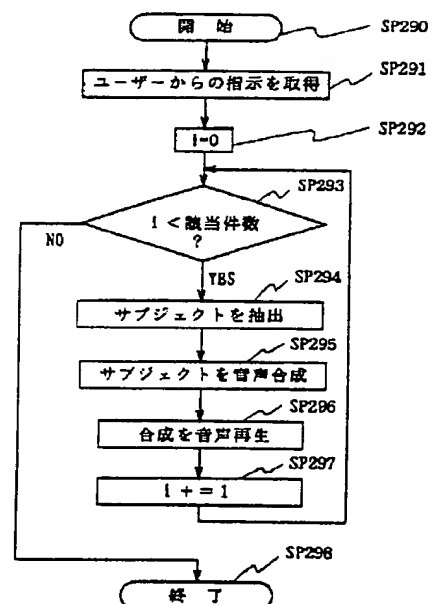 開始
SP290
ユーザーからの指示を取得
SP291
i=0
SP292
SP293
i < 該当件数
?
NO
YES
SP294
サブジェクトを抽出
SP295
サブジェクトを音声合成
SP296
合成を音声再生
SP297
i += 1
SP298
終了